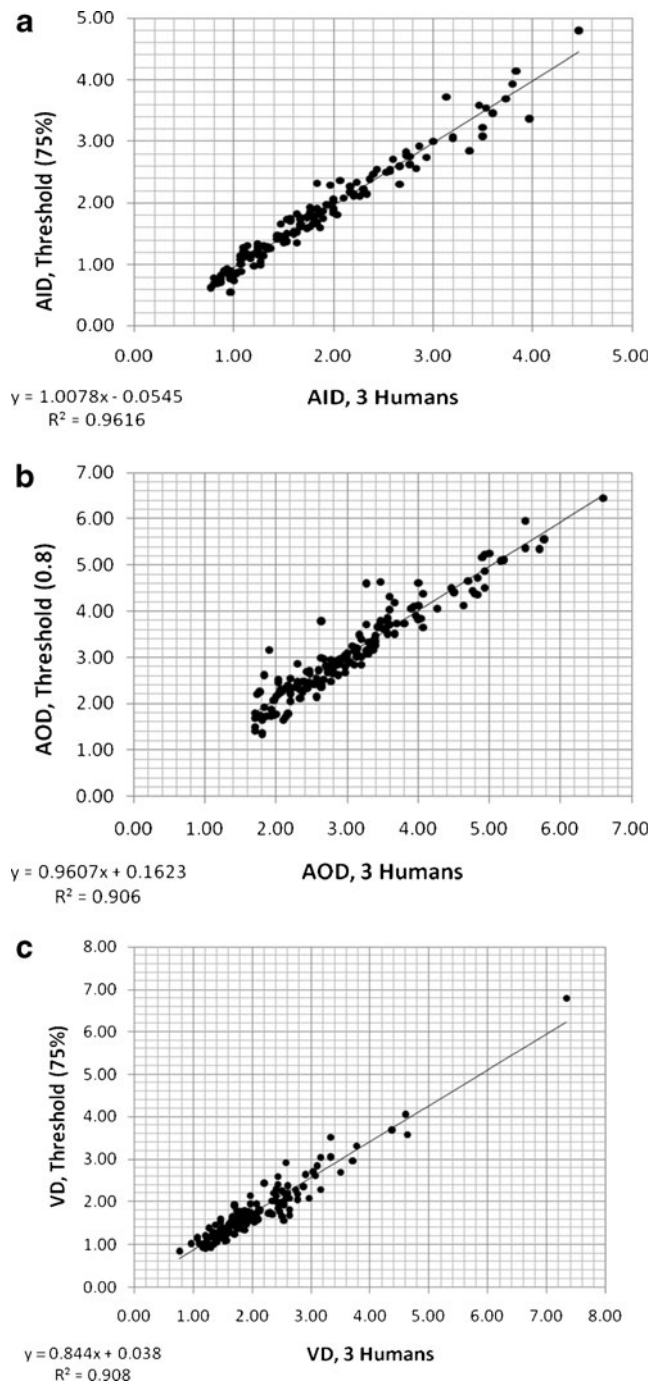 a
5.00
4.00
3.00
2.00
1.00
0.00
AID, Threshold (75%)
0.00 1.00 2.00 3.00 4.00 5.00
AID, 3 Humans
y = 1.0078x - 0.0545
R² = 0.9616
b
7.00
6.00
5.00
4.00
3.00
2.00
1.00
0.00
AOD, Threshold (0.8)
0.00 1.00 2.00 3.00 4.00 5.00 6.00 7.00
AOD, 3 Humans
y = 0.9607x + 0.1623
R² = 0.906
c
8.00
7.00
6.00
5.00
4.00
3.00
2.00
1.00
0.00
VD, Threshold (75%)
0.00 1.00 2.00 3.00 4.00 5.00 6.00 7.00 8.00
VD, 3 Humans
y = 0.844x + 0.038
R² = 0.908